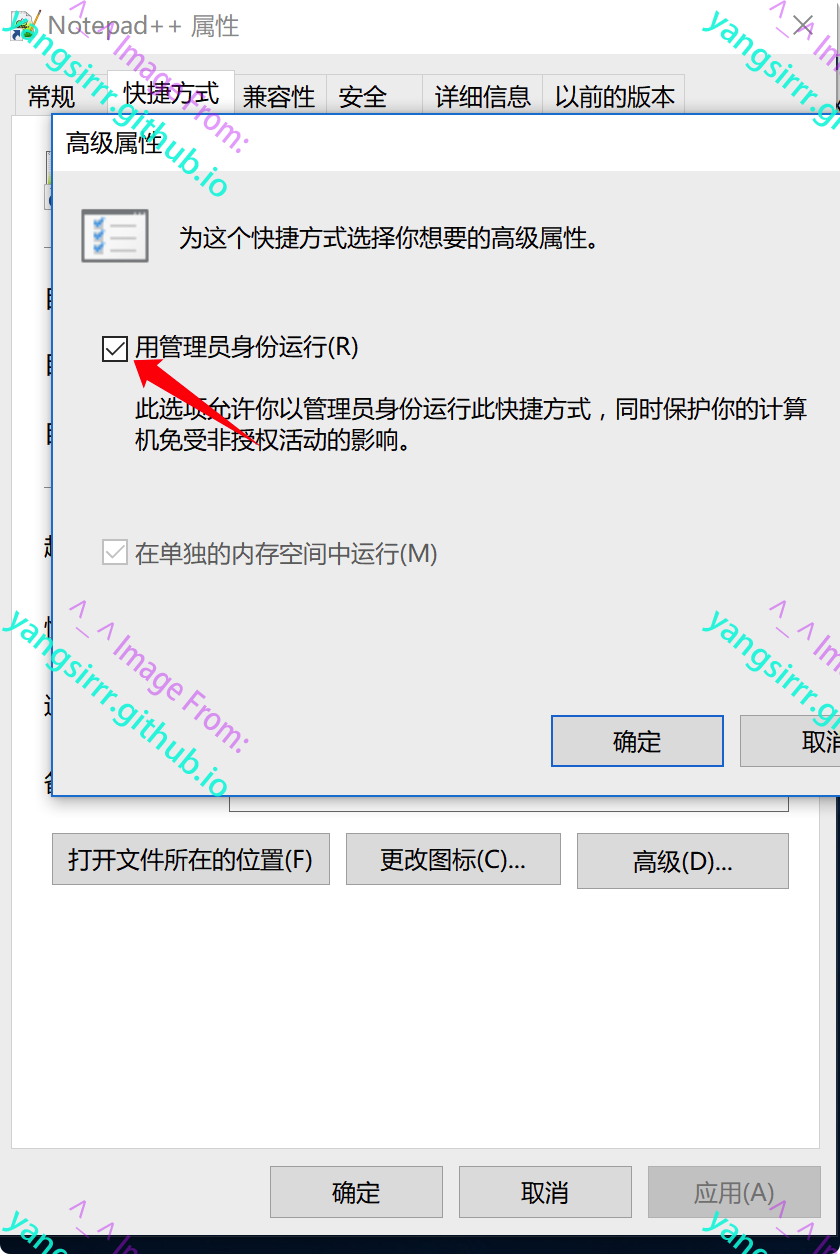 Notepad++ 属性
常规
快捷方式
兼容性
安全
详细信息
以前的版本
高级属性
为这个快捷方式选择你想要的高级属性。
用管理员身份运行(R)
此选项允许你以管理员身份运行此快捷方式，同时保护你的计算
机免受非授权活动的影响。
在单独的内存空间中运行(M)
确定
取消
打开文件所在的位置(F)
更改图标(C)...
高级(D)...
确定
取消
应用(A)
^_^ Image From:
yangsirrr.github.io
^_^ Im
yangsirrr.github.io
^_^ Image From:
yangsirrr.github.io
^_^ Im
yangsirrr.gith
^_^ Im
yang
^_^
yang